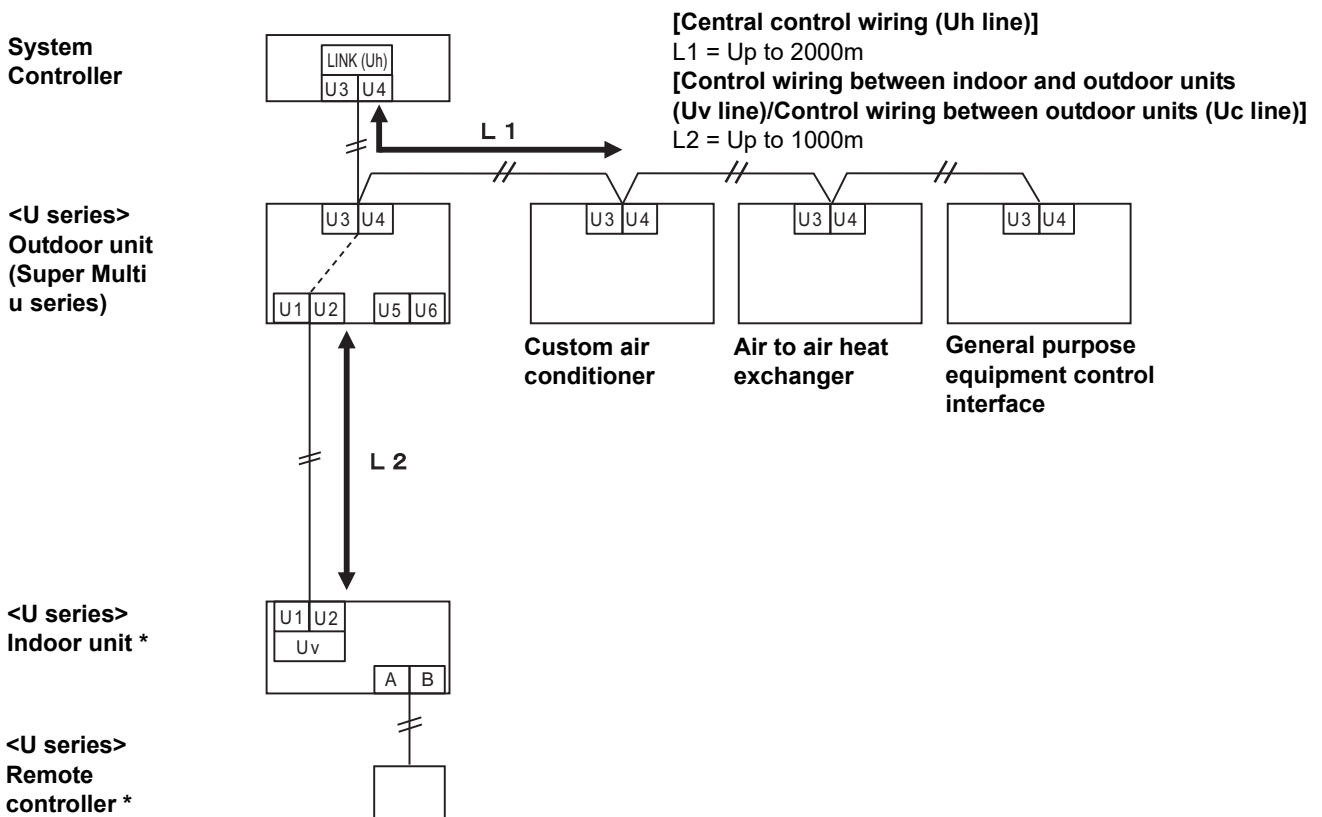 [Central control wiring (Uh line)]
L1 = Up to 2000m
[Control wiring between indoor and outdoor units
(Uv line)/Control wiring between outdoor units (Uc line)]
L2 = Up to 1000m
System
Controller
LINK (Uh)
U3 U4
L 1
<U series>
Outdoor unit
(Super Multi
u series)
U3 U4
U1 U2
U5 U6
U3 U4
Custom air
conditioner
U3 U4
Air to air heat
exchanger
U3 U4
General purpose
equipment control
interface
L 2
<U series>
Indoor unit *
U1 U2
Uv
A B
<U series>
Remote
controller *